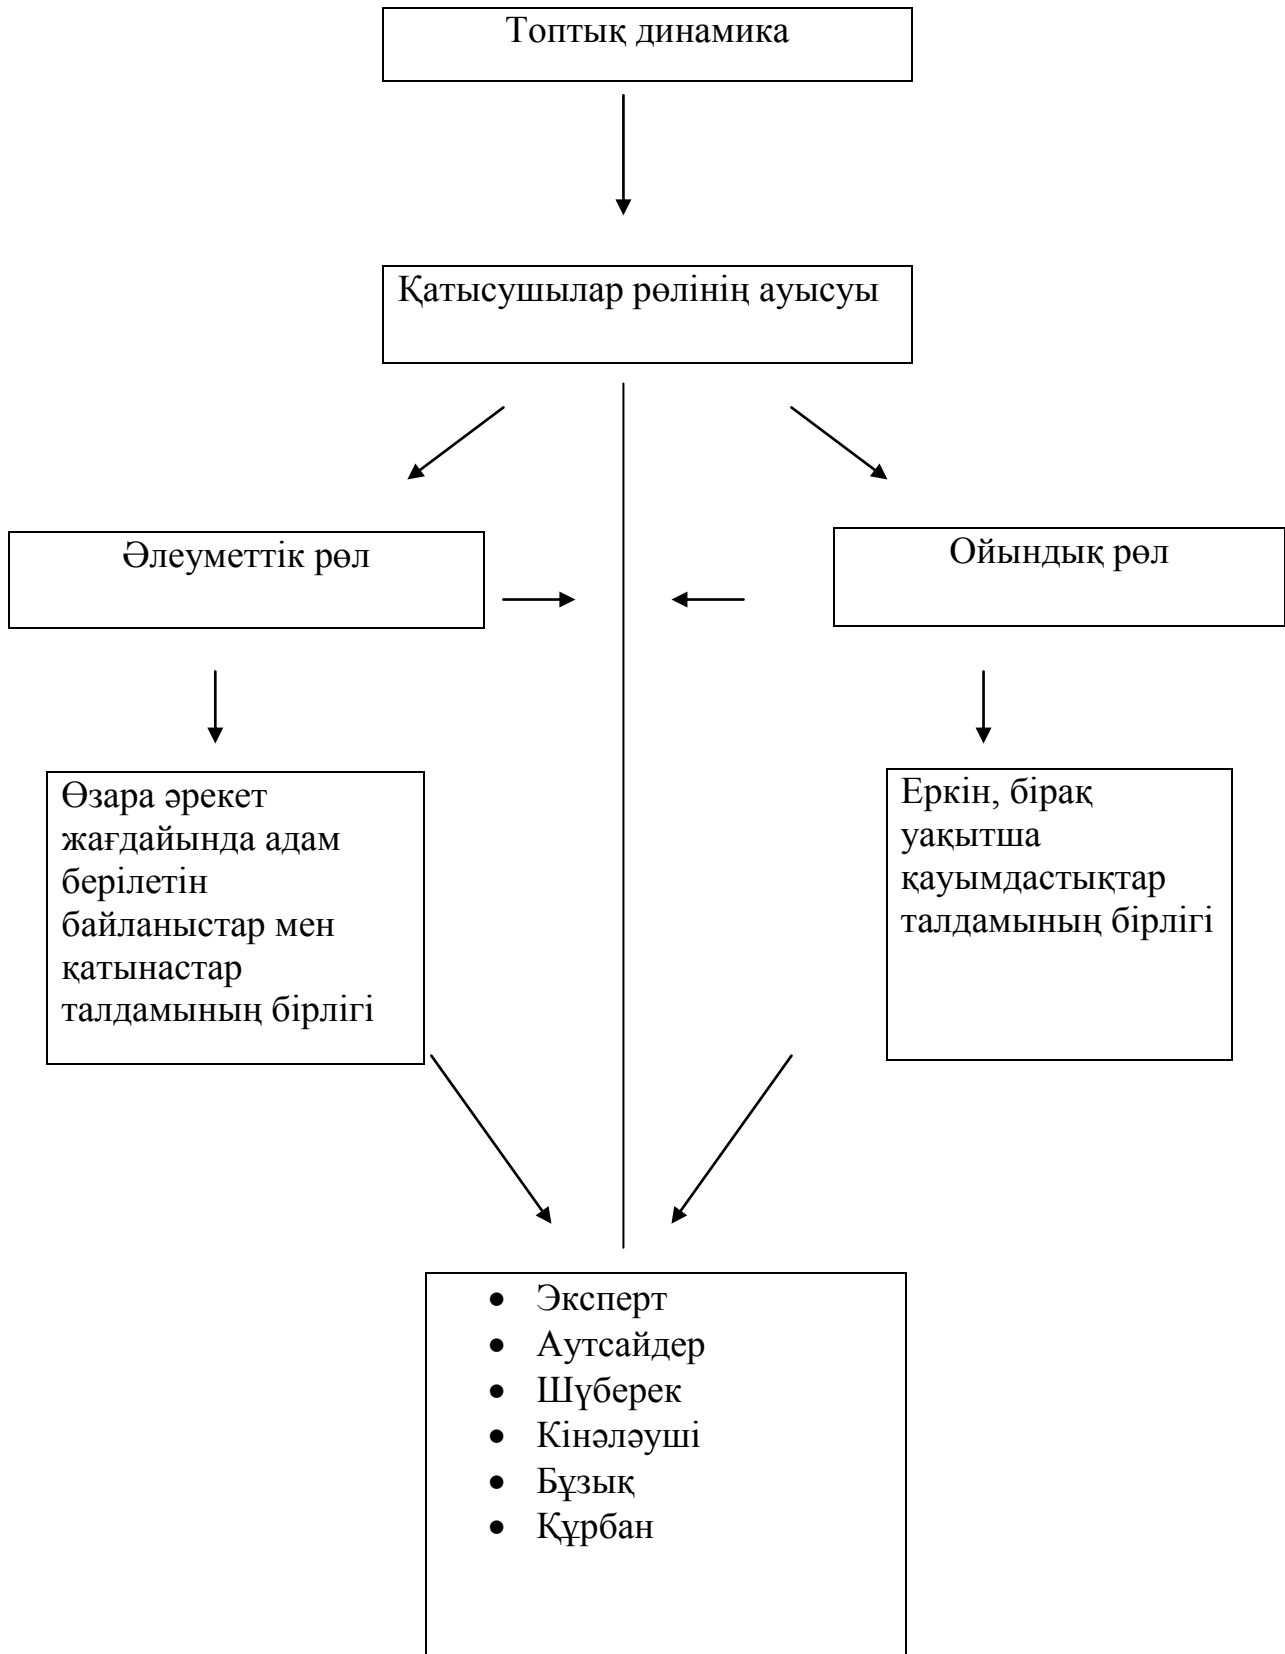 Топтық динамика
Қатысушылар рөлінің ауысуы
Әлеуметтік рөл
Ойындық рөл
Өзара әрекет
жағдайында адам
берілетін
байланыстар мен
қатынастар
талдамының бірлігі
Еркін, бірақ
уақытша
қауымдастықтар
талдамының бірлігі
• Эксперт
• Аутсайдер
• Шүберек
• Кінәләуші
• Бұзық
• Құрбан